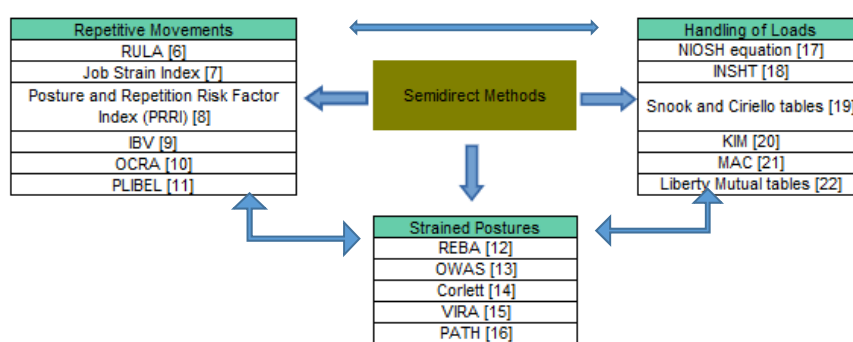 Repetitive Movements
RULA [6]
Job Strain Index [7]
Posture and Repetition Risk Factor
Index (PRRI) [8]
IBV [9]
OCRA [10]
PLIBEL [11]
Semidirect Methods
Handling of Loads
NIOSH equation [17]
INSHT [18]
Snook and Ciriello tables [19]
KIM [20]
MAC [21]
Liberty Mutual tables [22]
Strained Postures
REBA [12]
OWAS [13]
Corlett [14]
VIRA [15]
PATH [16]